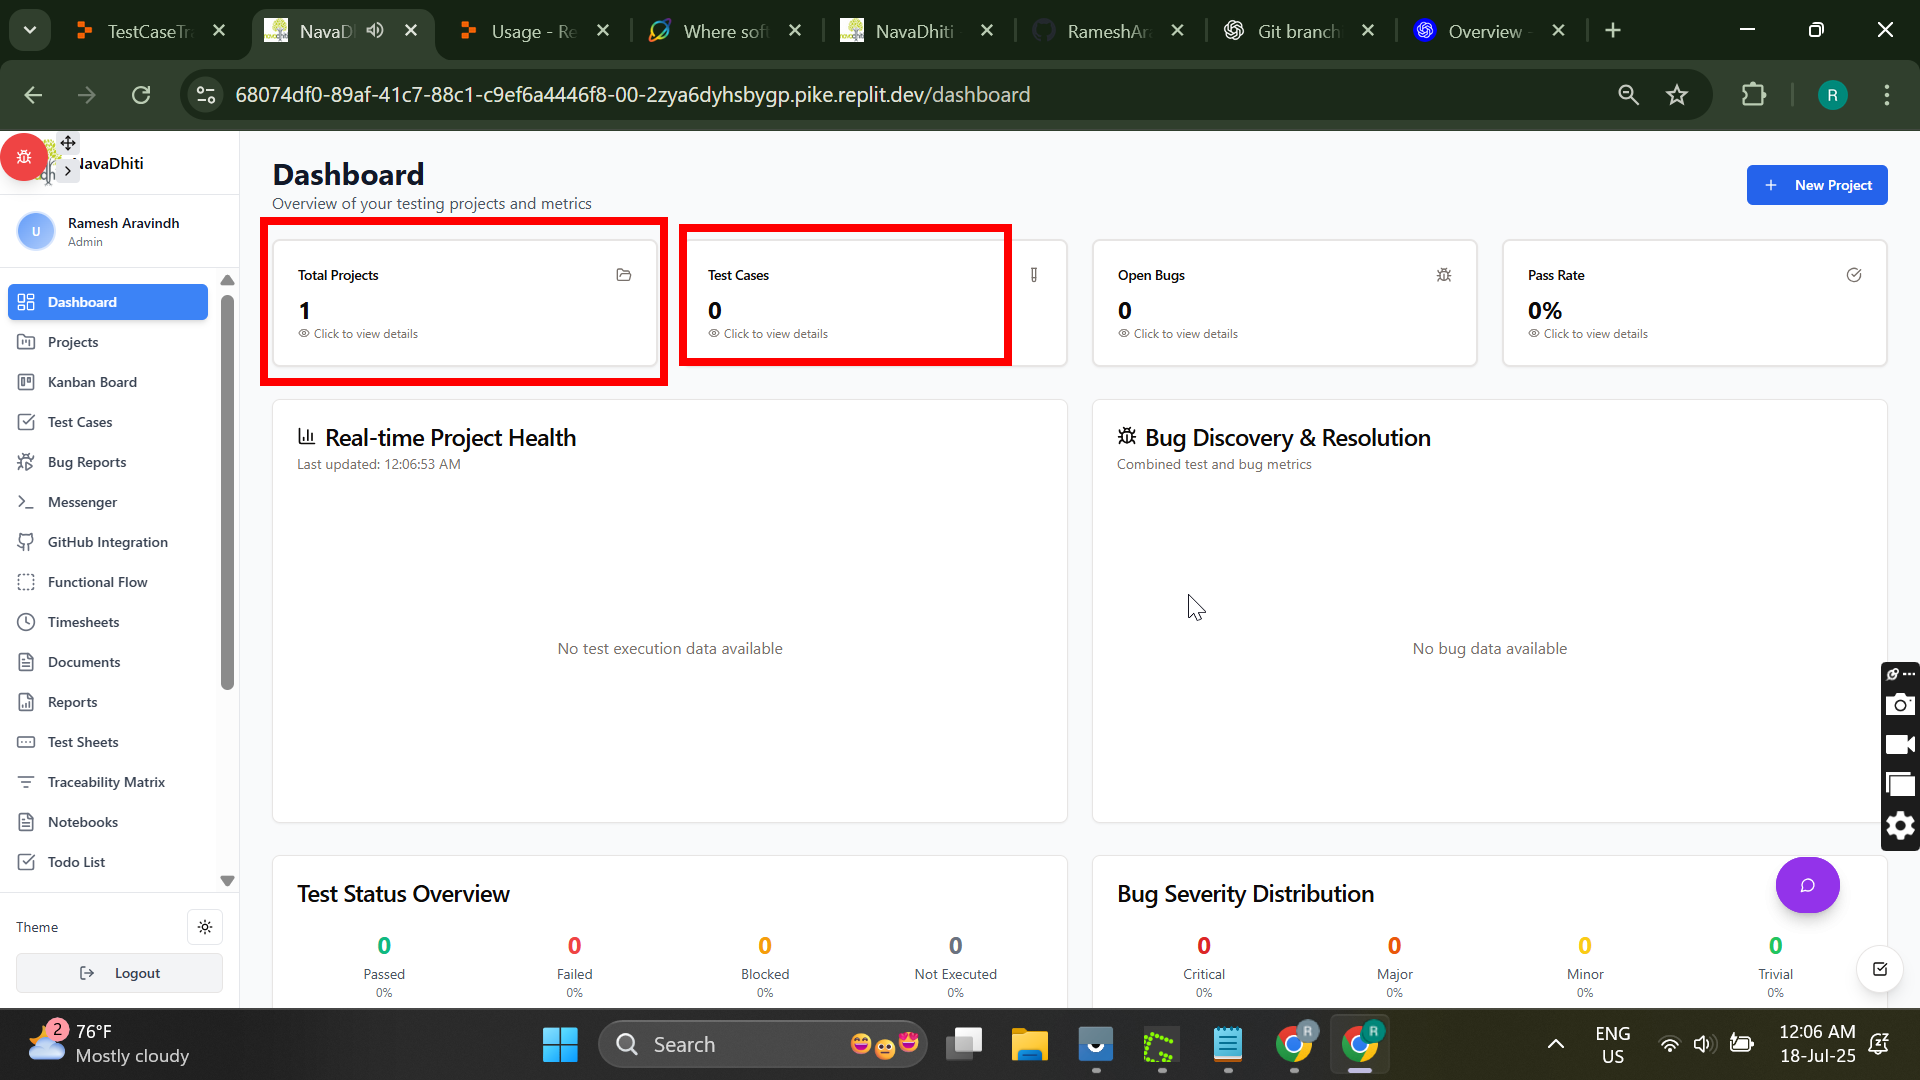 TestCaseTra
NavaD
Usage - Re
Where soft
NavaDhiti
RameshAra
Git branch
Overview -
68074df0-89af-41c7-88c1-c9ef6a4446f8-00-2zya6dyhsbygp.pike.replit.dev/dashboard
R
NavaDhiti
U
Ramesh Aravindh
Admin
Dashboard
Projects
Kanban Board
Test Cases
Bug Reports
Messenger
GitHub Integration
Functional Flow
Timesheets
Documents
Reports
Test Sheets
Traceability Matrix
Notebooks
Todo List
Theme
Logout
Dashboard
Overview of your testing projects and metrics
New Project
Total Projects
1
Click to view details
Test Cases
0
Click to view details
Open Bugs
0
Click to view details
Pass Rate
0%
Click to view details
Real-time Project Health
Last updated: 12:06:53 AM
No test execution data available
Bug Discovery & Resolution
Combined test and bug metrics
No bug data available
Test Status Overview
0 0 0 0
Passed Failed Blocked Not Executed
0% 0% 0% 0%
Bug Severity Distribution
0 0 0 0
Critical Major Minor Trivial
0% 0% 0% 0%
2
76°F
Mostly cloudy
Search
R
R
ENG
US
12:06 AM
18-Jul-25